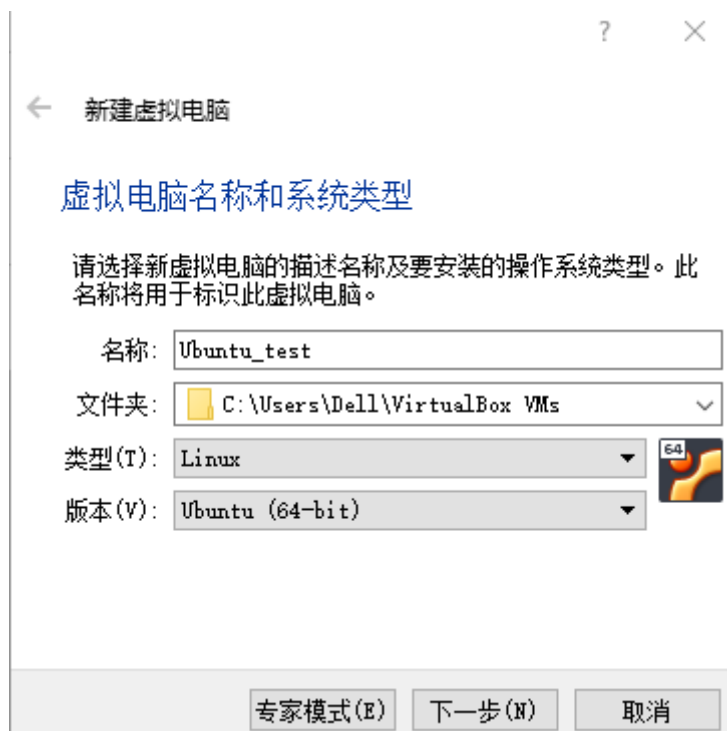 ?
新建虚拟电脑
虚拟电脑名称和系统类型
请选择新虚拟电脑的描述名称及要安装的操作系统类型。此
名称将用于标识此虚拟电脑。
名称: Ubuntu_test
文件夹: C:\Users\Dell\VirtualBox VMs
类型(T): Linux
64
版本(V): Ubuntu (64-bit)
专家模式(E) 下一步(N) 取消